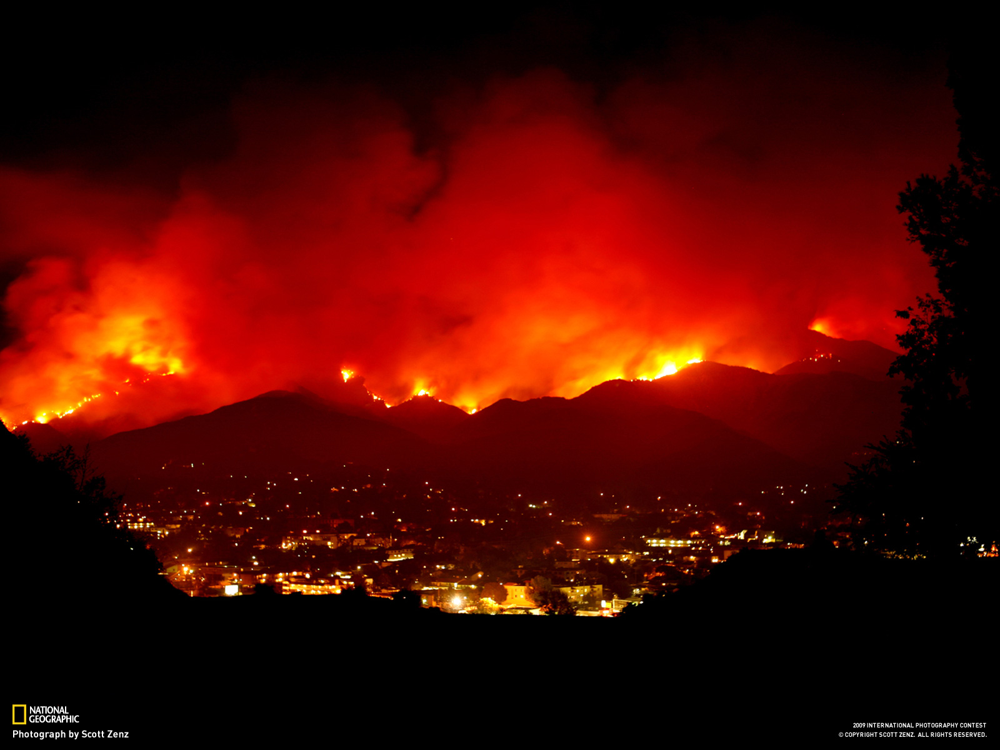 NATIONAL
GEOGRAPHIC
Photograph by Scott Zenz
2009 INTERNATIONAL PHOTOGRAPHY CONTEST
© COPYRIGHT SCOTT ZENZ. ALL RIGHTS RESERVED.